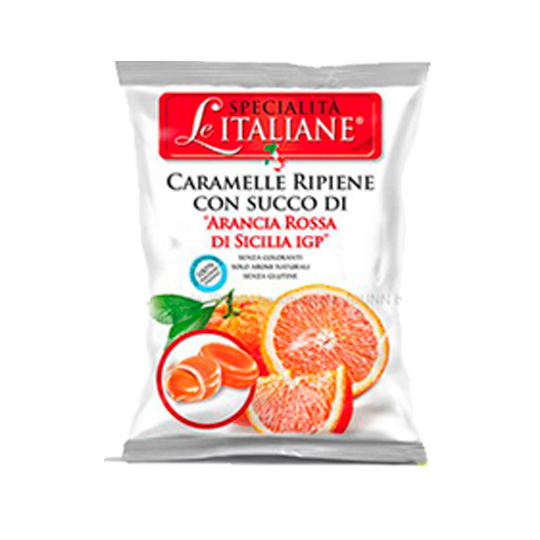 SPECIALITÀ
Le ITALIANE®
CARAMELLE RIPIENE
CON SUCCO DI
"ARANCIA ROSSA
DI SICILIA IGP"
SENZA COLORANTI
SOLO AROMI NATURALI
SENZA GLUTINE
100%